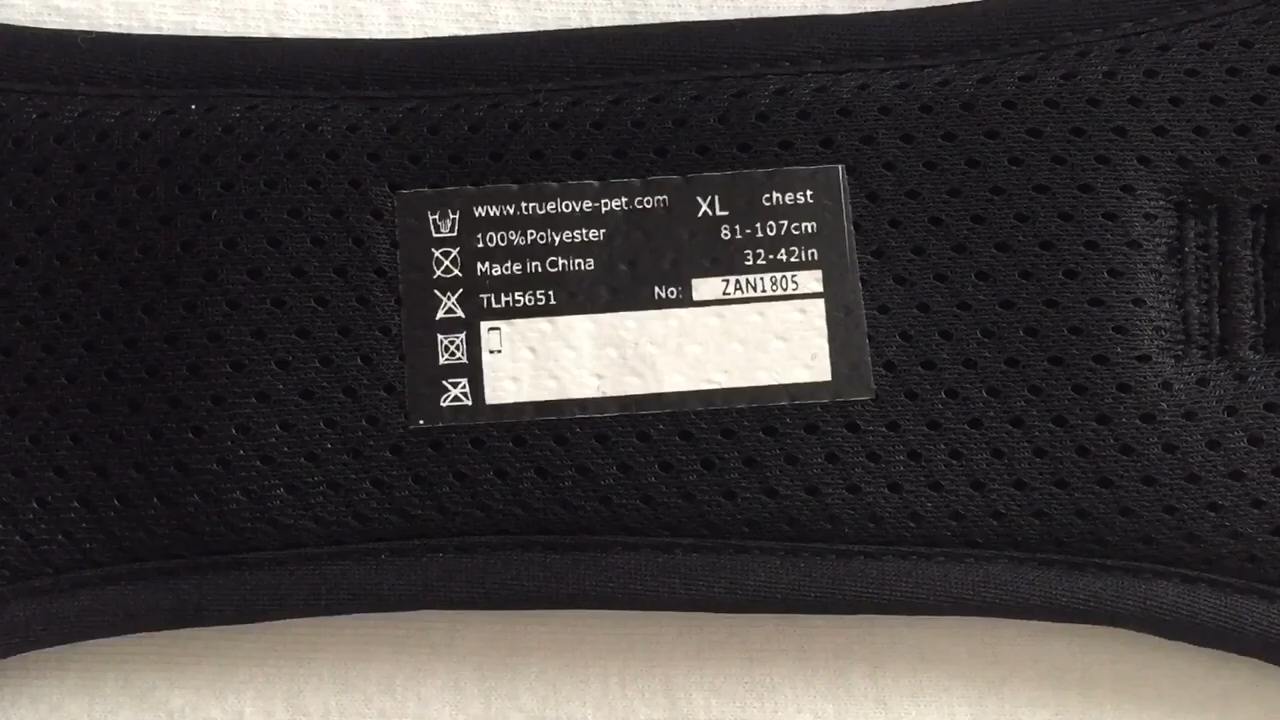 www.truelove-pet.com XL chest
100%Polyester 81-107cm
Made in China 32-42in
TLH5651 No: ZAN1805